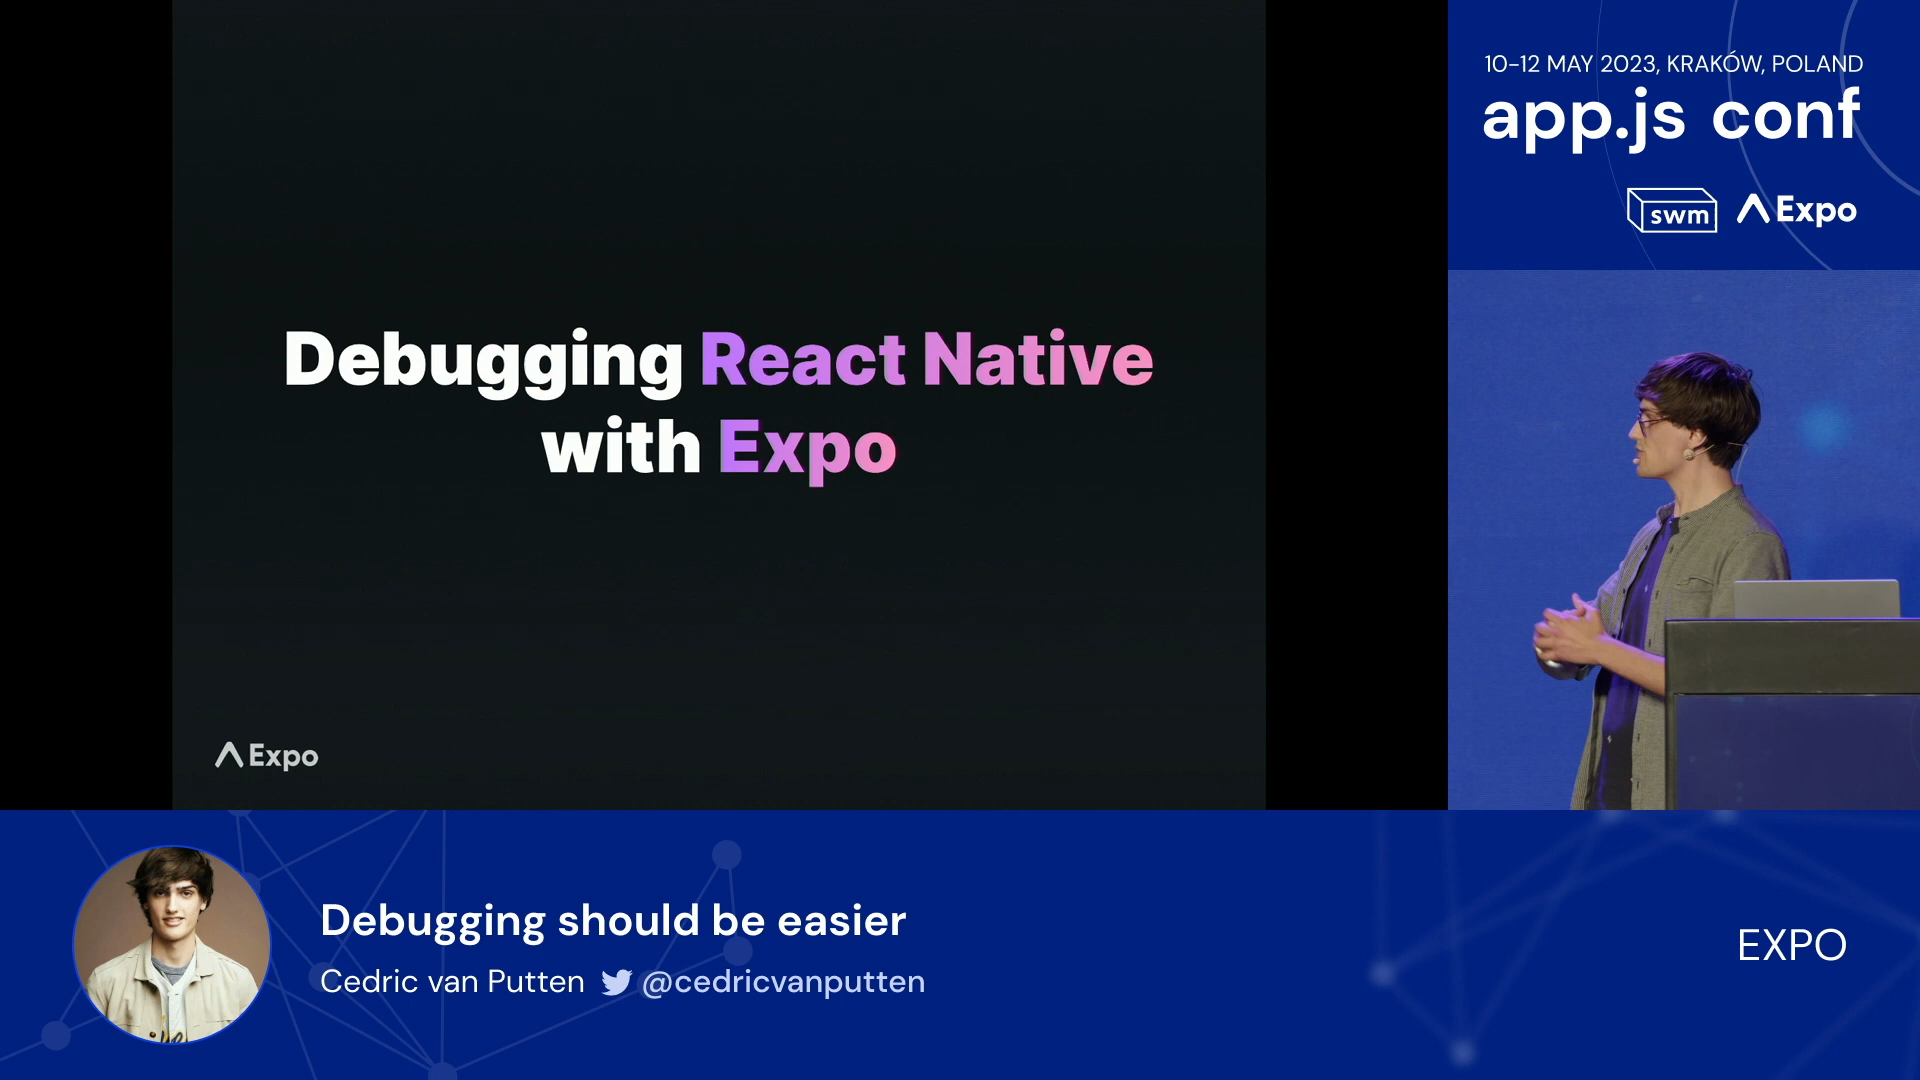 Debugging React Native
with Expo
Expo
10-12 MAY 2023, KRAKÓW, POLAND
app.js conf
swm Expo
Debugging should be easier
Cedric van Putten @cedricvanputten
EXPO